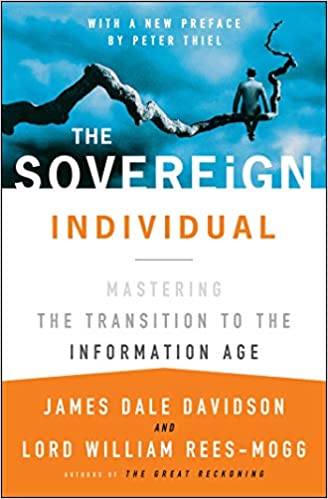 WITH A NEW PREFACE
BY PETER THIEL
THE
SOVEREiGN
INDIVIDUAL
MASTERING
THE TRANSITION TO THE
INFORMATION AGE
JAMES DALE DAVIDSON
AND
LORD WILLIAM REES-MOGG
AUTHORS OF THE GREAT RECKONING